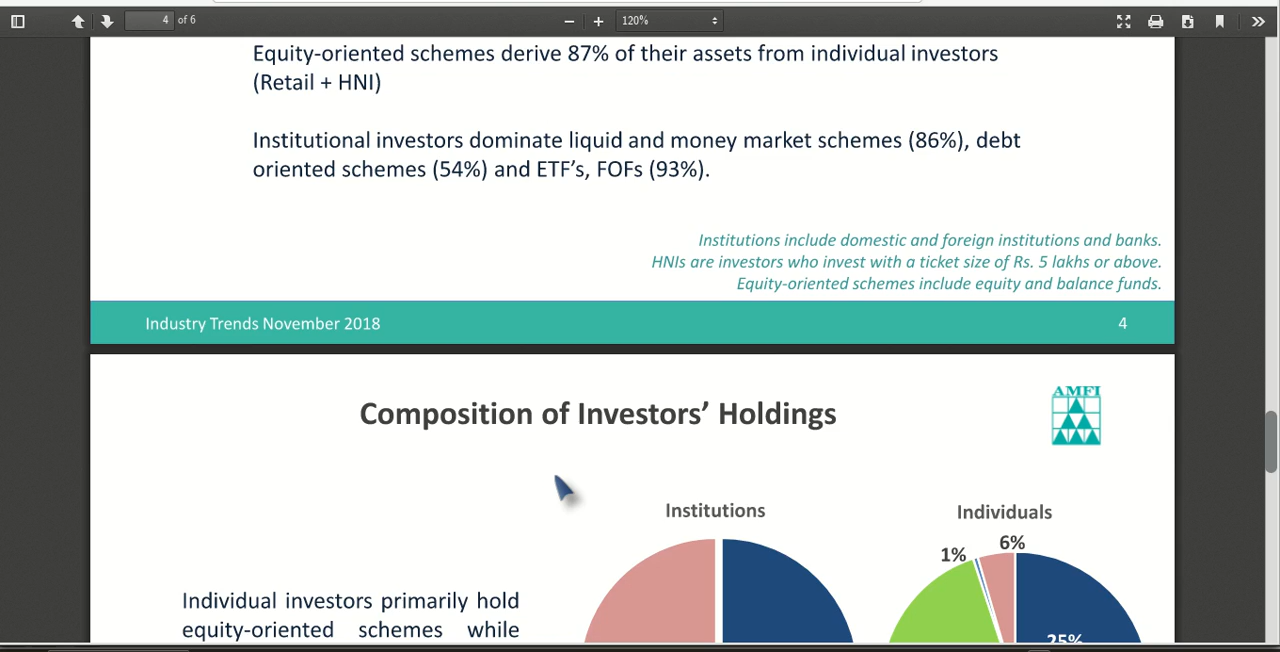 4 of 6
120%
Equity-oriented schemes derive 87% of their assets from individual investors
(Retail + HNI)
Institutional investors dominate liquid and money market schemes (86%), debt
oriented schemes (54%) and ETF's, FOFs (93%).
Institutions include domestic and foreign institutions and banks.
HNIs are investors who invest with a ticket size of Rs. 5 lakhs or above.
Equity-oriented schemes include equity and balance funds.
Industry Trends November 2018 4
Composition of Investors' Holdings
AMFI
Institutions
Individuals
1%
6%
25%
Individual investors primarily hold
equity-oriented schemes while